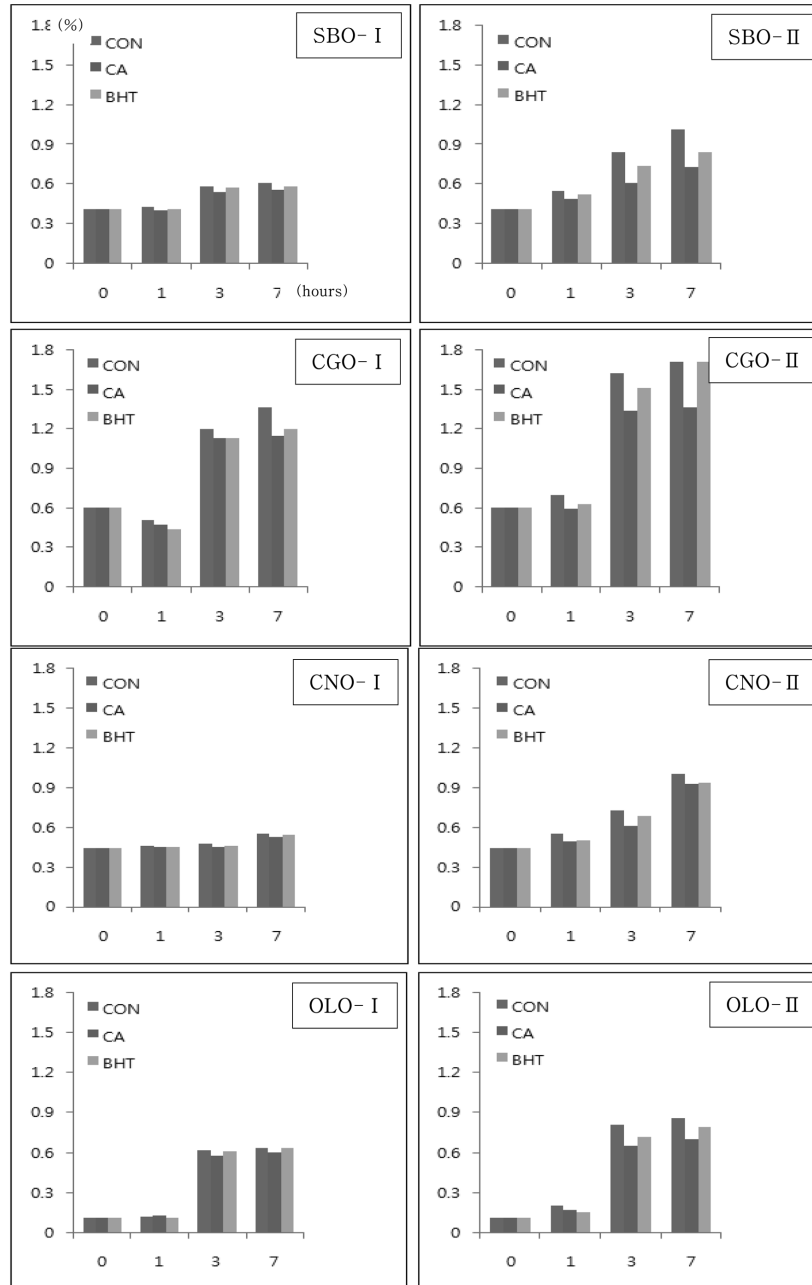 1.8 (%)
CON
CA
BHT
SBO-Ⅰ
1.5
1.2
0.9
0.6
0.3
0
0 1 3 7 (hours)
1.8
CON
CA
BHT
SBO-Ⅱ
1.5
1.2
0.9
0.6
0.3
0
0 1 3 7
1.8
CON
CA
BHT
CGO-Ⅰ
1.5
1.2
0.9
0.6
0.3
0
0 1 3 7
1.8
CON
CA
BHT
CGO-Ⅱ
1.5
1.2
0.9
0.6
0.3
0
0 1 3 7
1.8
CON
CA
BHT
CNO-Ⅰ
1.5
1.2
0.9
0.6
0.3
0
0 1 3 7
1.8
CON
CA
BHT
CNO-Ⅱ
1.5
1.2
0.9
0.6
0.3
0
0 1 3 7
1.8
CON
CA
BHT
OLO-Ⅰ
1.5
1.2
0.9
0.6
0.3
0
0 1 3 7
1.8
CON
CA
BHT
OLO-Ⅱ
1.5
1.2
0.9
0.6
0.3
0
0 1 3 7